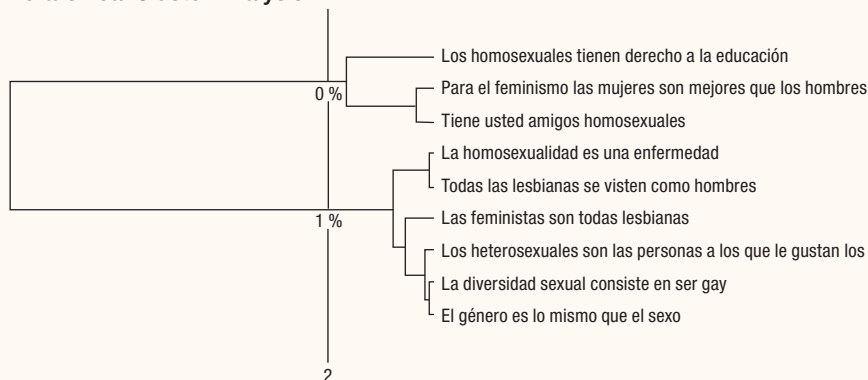 Los homosexuales tienen derecho a la educación
0 %
Para el feminismo las mujeres son mejores que los hombres
Tiene usted amigos homosexuales
La homosexualidad es una enfermedad
Todas las lesbianas se visten como hombres
1 %
Las feministas son todas lesbianas
Los heterosexuales son las personas a los que le gustan los
La diversidad sexual consiste en ser gay
El género es lo mismo que el sexo
2